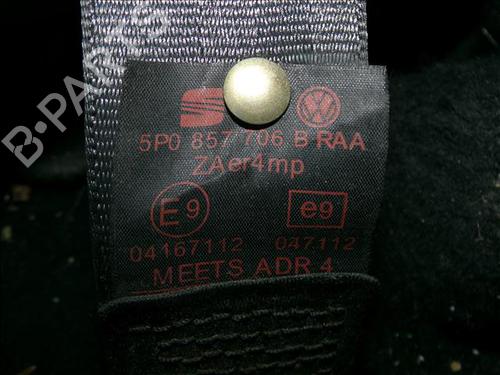 B-PARTS
5P0 857 706 B RAA
ZAer4mp
E9 e9
04167112 047112
MEETS ADR 4